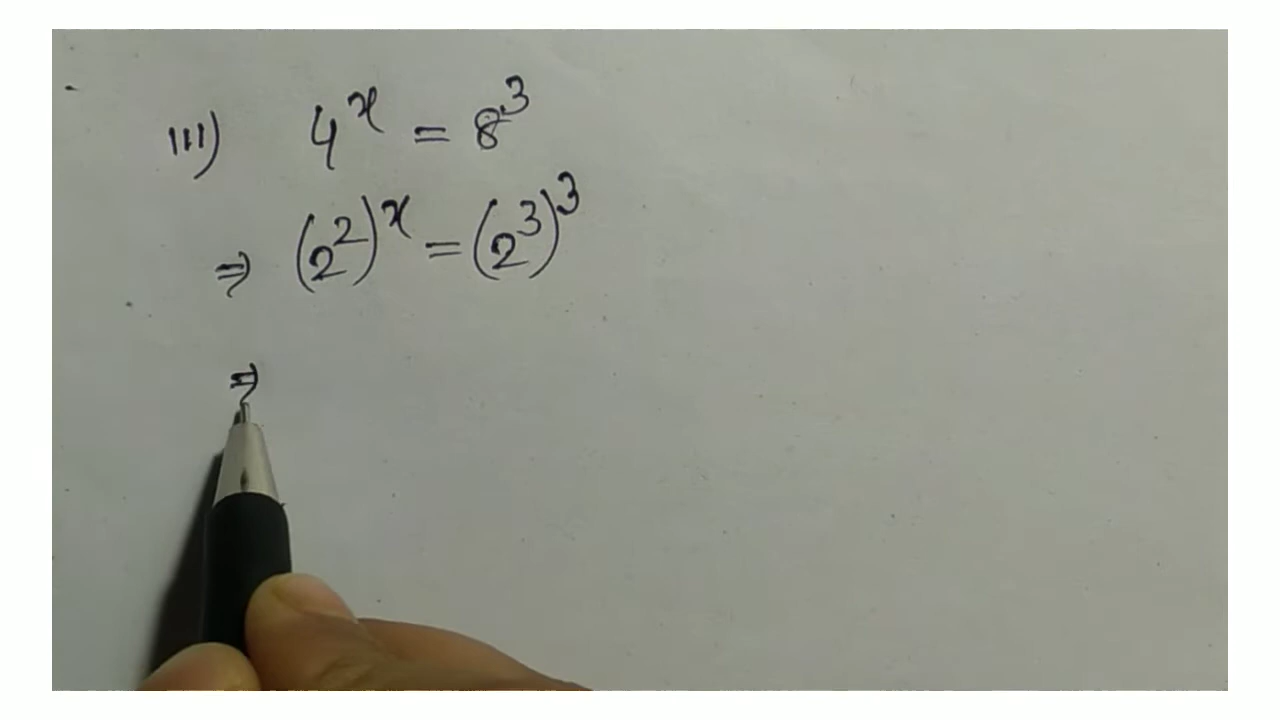 III) 4^x = 8^3
⇒ (2^2)^x = (2^3)^3
⇒